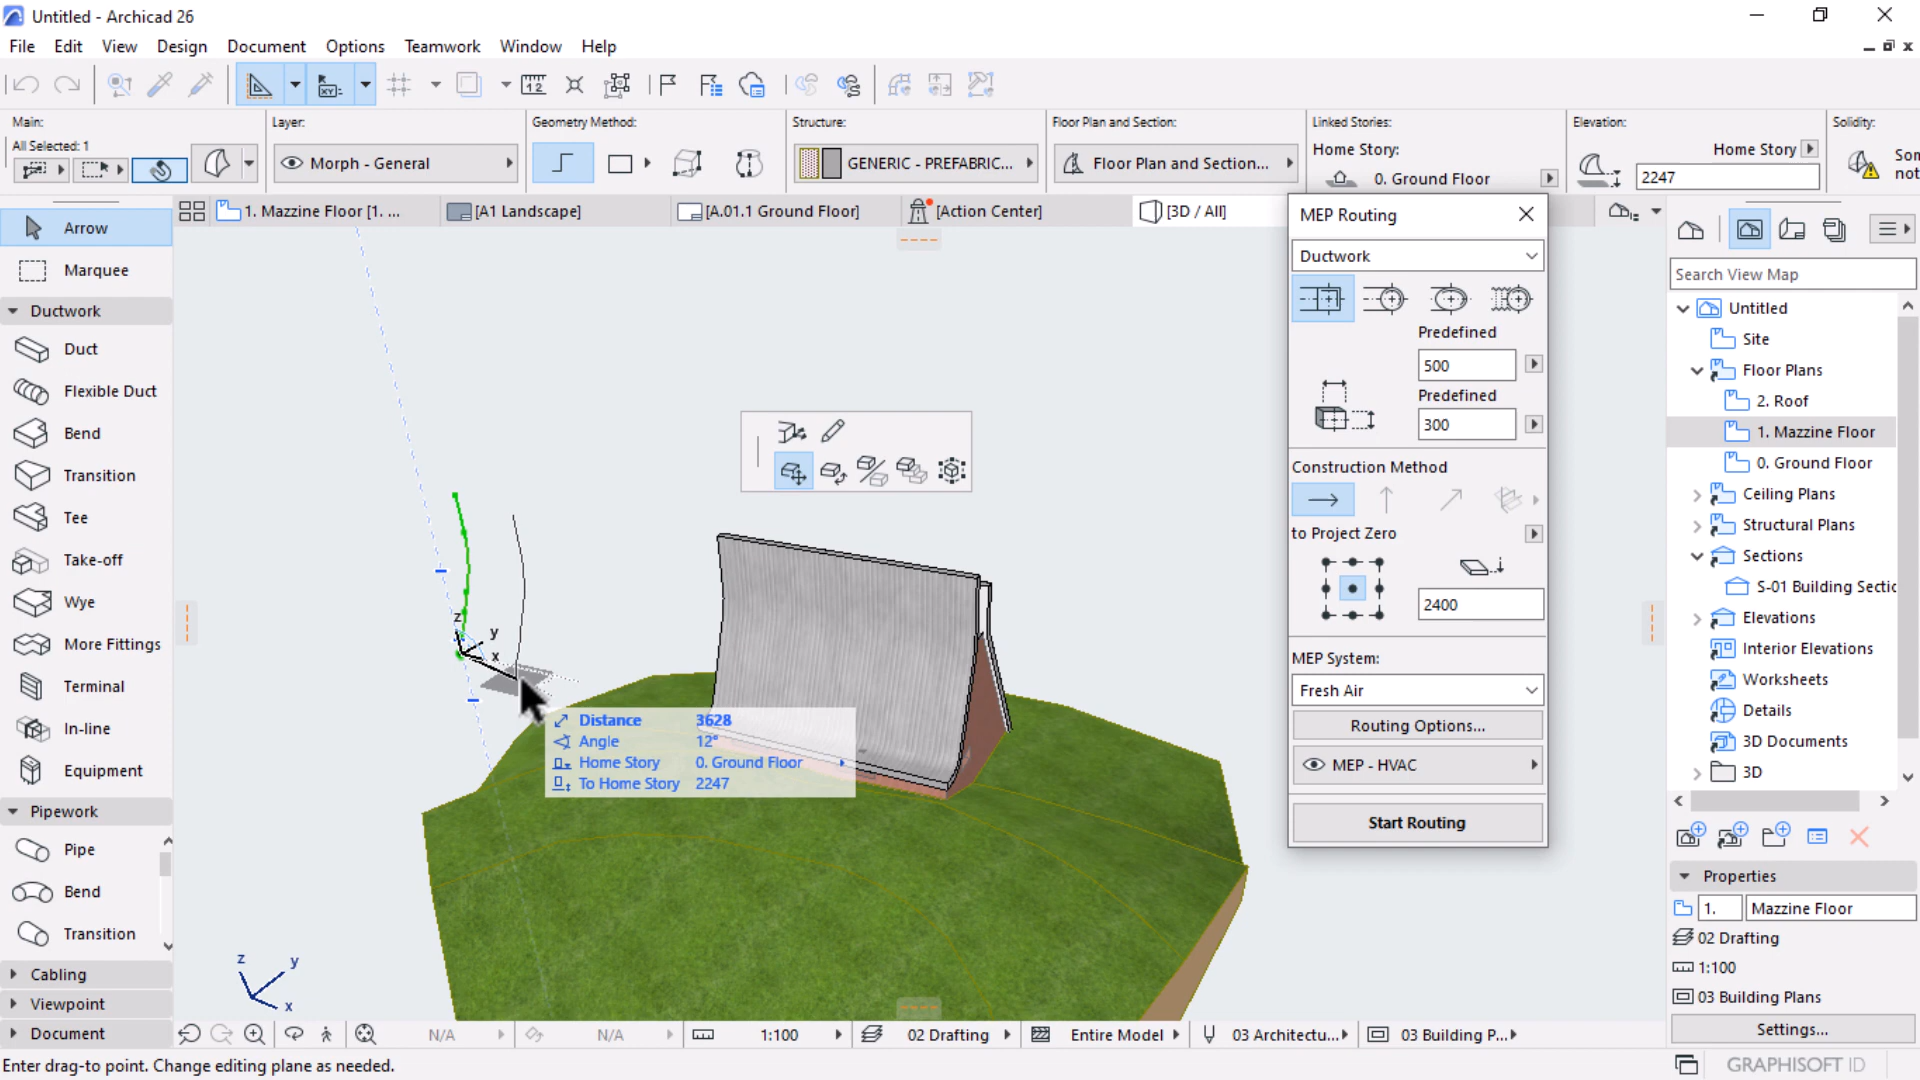 Untitled - Archicad 26
File Edit View Design Document Options Teamwork Window Help
Main:
All Selected: 1
Layer:
Morph - General
Geometry Method:
Structure:
GENERIC - PREFABRIC...
Floor Plan and Section:
Floor Plan and Section...
Linked Stories:
Home Story:
0. Ground Floor
Elevation:
Home Story
2247
Solidity:
Som
not
1. Mazzine Floor [1. ...
[A1 Landscape]
[A.01.1 Ground Floor]
[Action Center]
[3D / All]
Arrow
Marquee
Ductwork
Duct
Flexible Duct
Bend
Transition
Tee
Take-off
Wye
More Fittings
Terminal
In-line
Equipment
Pipework
Pipe
Bend
Transition
Cabling
Viewpoint
Document
z
y
x
Distance 3628
Angle 12°
Home Story 0. Ground Floor
To Home Story 2247
z
y
x
MEP Routing
Ductwork
Predefined
500
Predefined
300
Construction Method
to Project Zero
2400
MEP System:
Fresh Air
Routing Options...
MEP - HVAC
Start Routing
Search View Map
Untitled
Site
Floor Plans
2. Roof
1. Mazzine Floor
0. Ground Floor
Ceiling Plans
Structural Plans
Sections
S-01 Building Sectic
Elevations
Interior Elevations
Worksheets
Details
3D Documents
3D
Properties
1. Mazzine Floor
02 Drafting
1:100
03 Building Plans
Settings...
N/A N/A 1:100 02 Drafting Entire Model 03 Architectu... 03 Building P...
Enter drag-to point. Change editing plane as needed.
GRAPHISOFT ID